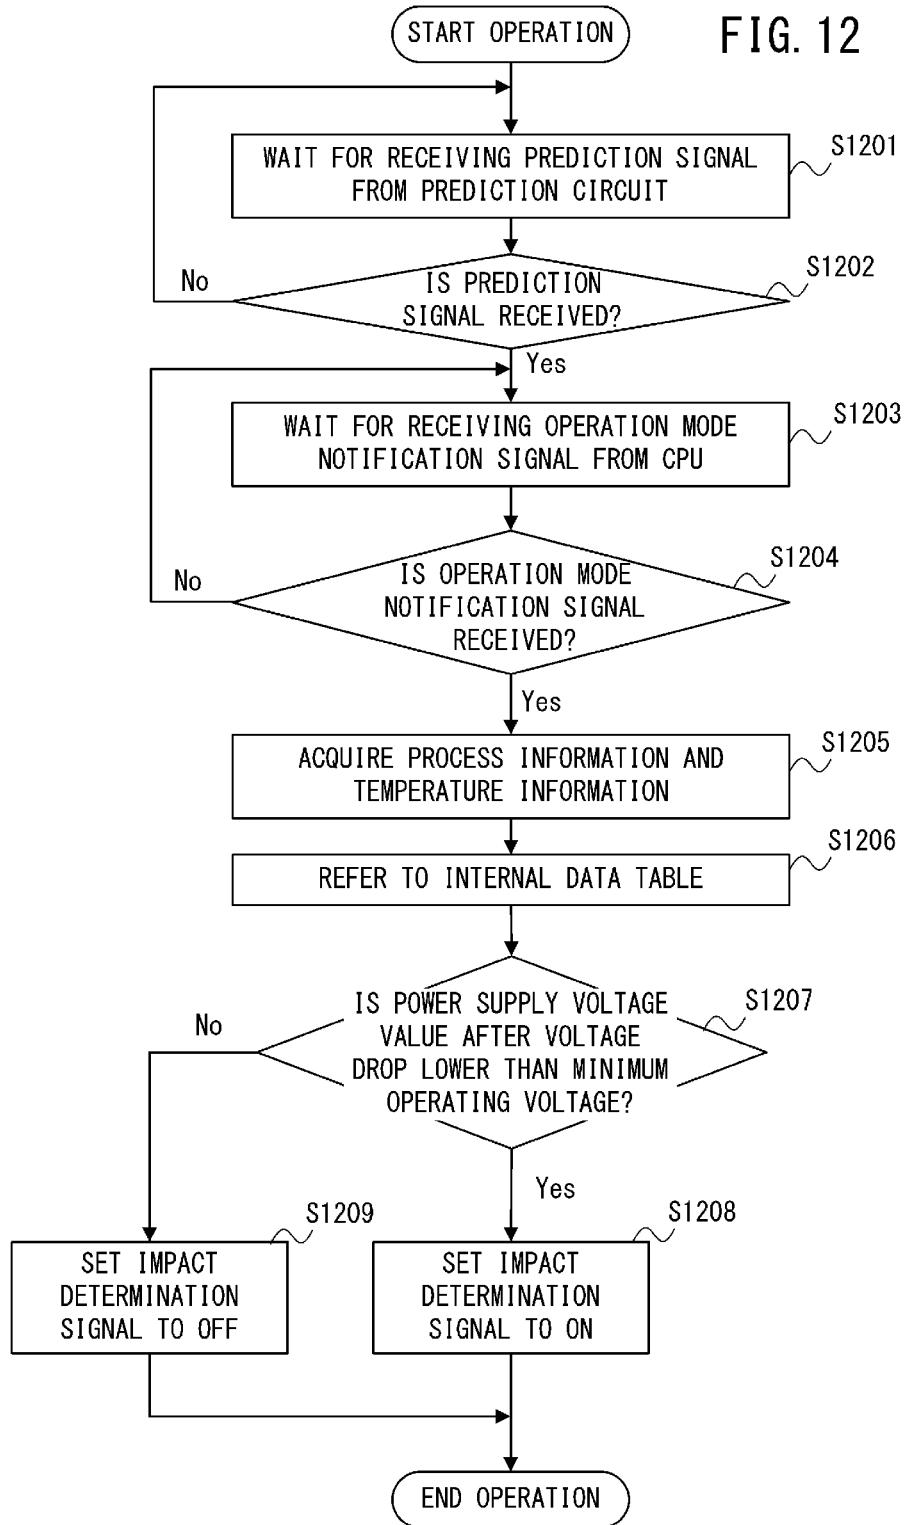 START OPERATION
FIG. 12
WAIT FOR RECEIVING PREDICTION SIGNAL
FROM PREDICTION CIRCUIT
S1201
IS PREDICTION
SIGNAL RECEIVED?
S1202
No
Yes
WAIT FOR RECEIVING OPERATION MODE
NOTIFICATION SIGNAL FROM CPU
S1203
IS OPERATION MODE
NOTIFICATION SIGNAL
RECEIVED?
S1204
No
Yes
ACQUIRE PROCESS INFORMATION AND
TEMPERATURE INFORMATION
S1205
REFER TO INTERNAL DATA TABLE
S1206
IS POWER SUPPLY VOLTAGE
VALUE AFTER VOLTAGE
DROP LOWER THAN MINIMUM
OPERATING VOLTAGE?
S1207
No
Yes
SET IMPACT
DETERMINATION
SIGNAL TO OFF
S1209
SET IMPACT
DETERMINATION
SIGNAL TO ON
S1208
END OPERATION